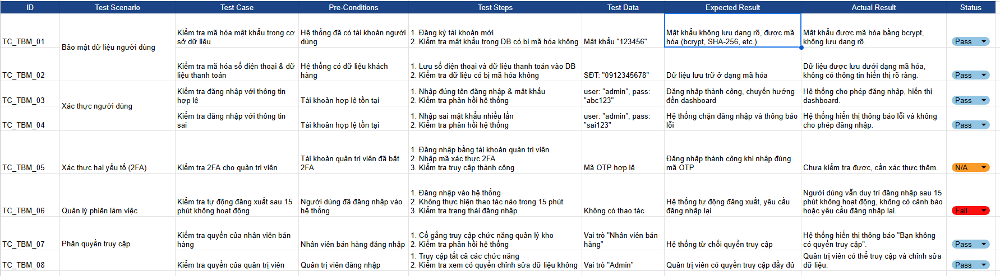 ID
Test Scenario
Test Case
Pre-Conditions
Test Steps
Test Data
Expected Result
Actual Result
Status
TC_TBM_01
Bảo mật dữ liệu người dùng
Kiểm tra mã hóa mật khẩu trong cơ
sở dữ liệu
Hệ thống đã có tài khoản người
dùng
1. Đăng ký tài khoản mới
2. Kiểm tra mật khẩu trong DB có bị mã hóa không
Mật khẩu "123456"
Mật khẩu không lưu dạng rõ, được mã
hóa (bcrypt, SHA-256, etc.)
Mật khẩu được mã hóa bằng bcrypt,
không lưu dạng rõ.
Pass
TC_TBM_02
Kiểm tra mã hóa số điện thoại & dữ
liệu thanh toán
Hệ thống có dữ liệu khách
hàng
1. Lưu số điện thoại và dữ liệu thanh toán vào DB
2. Kiểm tra dữ liệu có bị mã hóa không
SĐT: "0912345678"
Dữ liệu lưu trữ ở dạng mã hóa
Dữ liệu được lưu dưới dạng mã hóa,
không có thông tin hiển thị rõ ràng.
Pass
TC_TBM_03
Xác thực người dùng
Kiểm tra đăng nhập với thông tin
hợp lệ
Tài khoản hợp lệ tồn tại
1. Nhập đúng tên đăng nhập & mật khẩu
2. Kiểm tra phản hồi hệ thống
user: "admin", pass:
"abc123"
Đăng nhập thành công, chuyển hướng
đến dashboard
Hệ thống cho phép đăng nhập, hiển thị
dashboard.
Pass
TC_TBM_04
Kiểm tra đăng nhập với thông tin
sai
Tài khoản hợp lệ tồn tại
1. Nhập sai mật khẩu nhiều lần
2. Kiểm tra phản hồi hệ thống
user: "admin", pass:
"sai123"
Hệ thống chặn đăng nhập và thông báo
lỗi
Hệ thống hiển thị thông báo lỗi và không
cho phép đăng nhập.
Pass
TC_TBM_05
Xác thực hai yếu tố (2FA)
Kiểm tra 2FA cho quản trị viên
Tài khoản quản trị viên đã bật
2FA
1. Đăng nhập bằng tài khoản quản trị viên
2. Nhập mã xác thực 2FA
3. Kiểm tra truy cập thành công
Mã OTP hợp lệ
Đăng nhập thành công khi nhập đúng
mã OTP
Chưa kiểm tra được, cần xác thực thêm.
N/A
TC_TBM_06
Quản lý phiên làm việc
Kiểm tra tự động đăng xuất sau 15
phút không hoạt động
Người dùng đã đăng nhập vào
hệ thống
1. Đăng nhập vào hệ thống
2. Không thực hiện thao tác nào trong 15 phút
3. Kiểm tra trạng thái đăng nhập
Không có thao tác
Hệ thống tự động đăng xuất, yêu cầu
đăng nhập lại
Người dùng vẫn duy trì đăng nhập sau 15
phút không hoạt động, không có cảnh báo
hoặc yêu cầu đăng nhập lại.
Fail
TC_TBM_07
Phân quyền truy cập
Kiểm tra quyền của nhân viên bán
hàng
Nhân viên bán hàng đăng nhập
1. Cố gắng truy cập chức năng quản lý kho
2. Kiểm tra phản hồi hệ thống
Vai trò "Nhân viên bán
hàng"
Hệ thống từ chối quyền truy cập
Hệ thống hiển thị thông báo "Bạn không
có quyền truy cập".
Pass
TC_TBM_08
Kiểm tra quyền của quản trị viên
Quản trị viên đăng nhập
1. Truy cập tất cả các chức năng
2. Kiểm tra xem có quyền chỉnh sửa dữ liệu không
Vai trò "Admin"
Quản trị viên có quyền truy cập đầy đủ
Quản trị viên có thể truy cập và chỉnh sửa
dữ liệu.
Pass